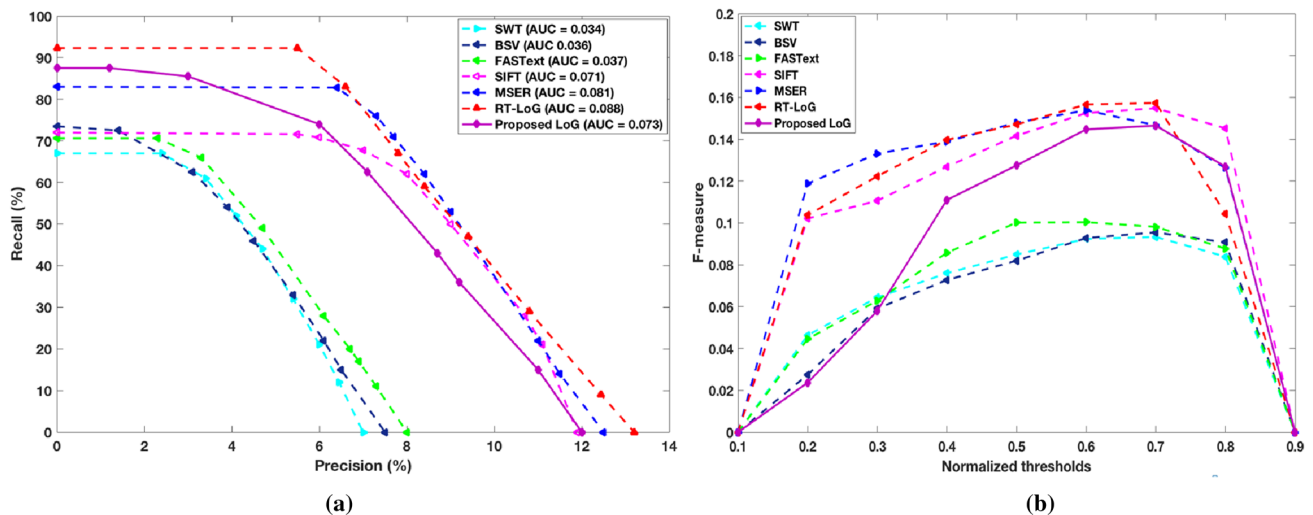 100
90
80
70
60
50
40
30
20
10
0
Recall (%)
0 2 4 6 8 10 12 14
Precision (%)
SWT (AUC = 0.034)
BSV (AUC 0.036)
FASText (AUC = 0.037)
SIFT (AUC = 0.071)
MSER (AUC = 0.081)
RT-LoG (AUC = 0.088)
Proposed LoG (AUC = 0.073)
(a)
0.2
0.18
0.16
0.14
0.12
0.1
0.08
0.06
0.04
0.02
0
F-measure
0.1 0.2 0.3 0.4 0.5 0.6 0.7 0.8 0.9
Normalized thresholds
SWT
BSV
FASText
SIFT
MSER
RT-LoG
Proposed LoG
(b)